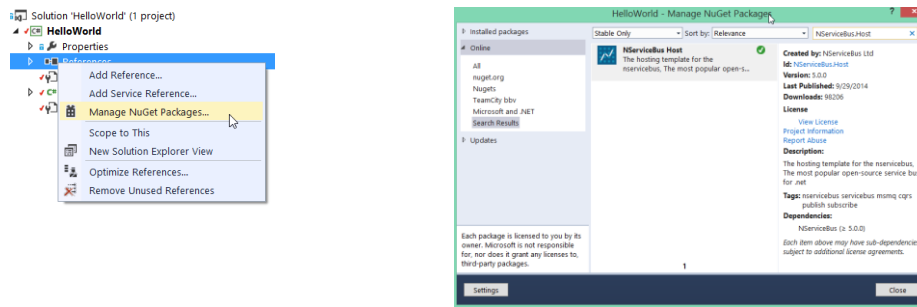 Solution 'HelloWorld' (1 project)
HelloWorld
Properties
References
Add Reference...
Add Service Reference...
Manage NuGet Packages...
Scope to This
New Solution Explorer View
Optimize References...
Remove Unused References
HelloWorld - Manage NuGet Packages
Installed packages
Online
All
nuget.org
Nugets
TeamCity bbv
Microsoft and .NET
Search Results
Updates
Each package is licensed to you by its
owner. Microsoft is not responsible
for, nor does it grant any licenses to,
third-party packages.
Settings
Stable Only
Sort by: Relevance
NServiceBus Host
The hosting template for the
nservicebus, The most popular open-s...
1
NServiceBus.Host
Created by: NServiceBus Ltd
Id: NServiceBus.Host
Version: 5.0.0
Last Published: 9/29/2014
Downloads: 98206
License
View License
Project Information
Report Abuse
Description:
The hosting template for the nservicebus,
The most popular open-source service bu
for .net
Tags: nservicebus servicebus msmq cqrs
publish subscribe
Dependencies:
NServiceBus (≥ 5.0.0)
Each item above may have sub-dependencie
subject to additional license agreements.
Close